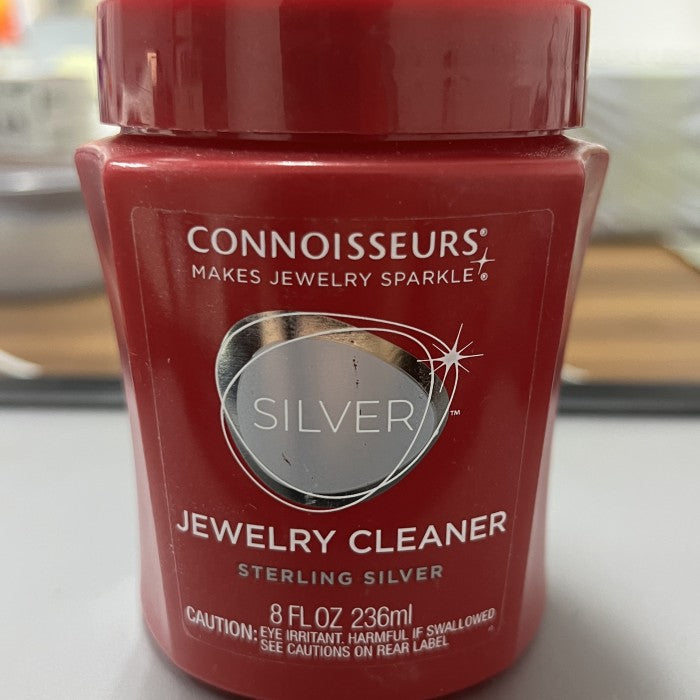 CONNOISSEURS®
MAKES JEWELRY SPARKLE®
SILVER™
JEWELRY CLEANER
STERLING SILVER
8 FL OZ 236ml
CAUTION: EYE IRRITANT. HARMFUL IF SWALLOWED
SEE CAUTIONS ON REAR LABEL